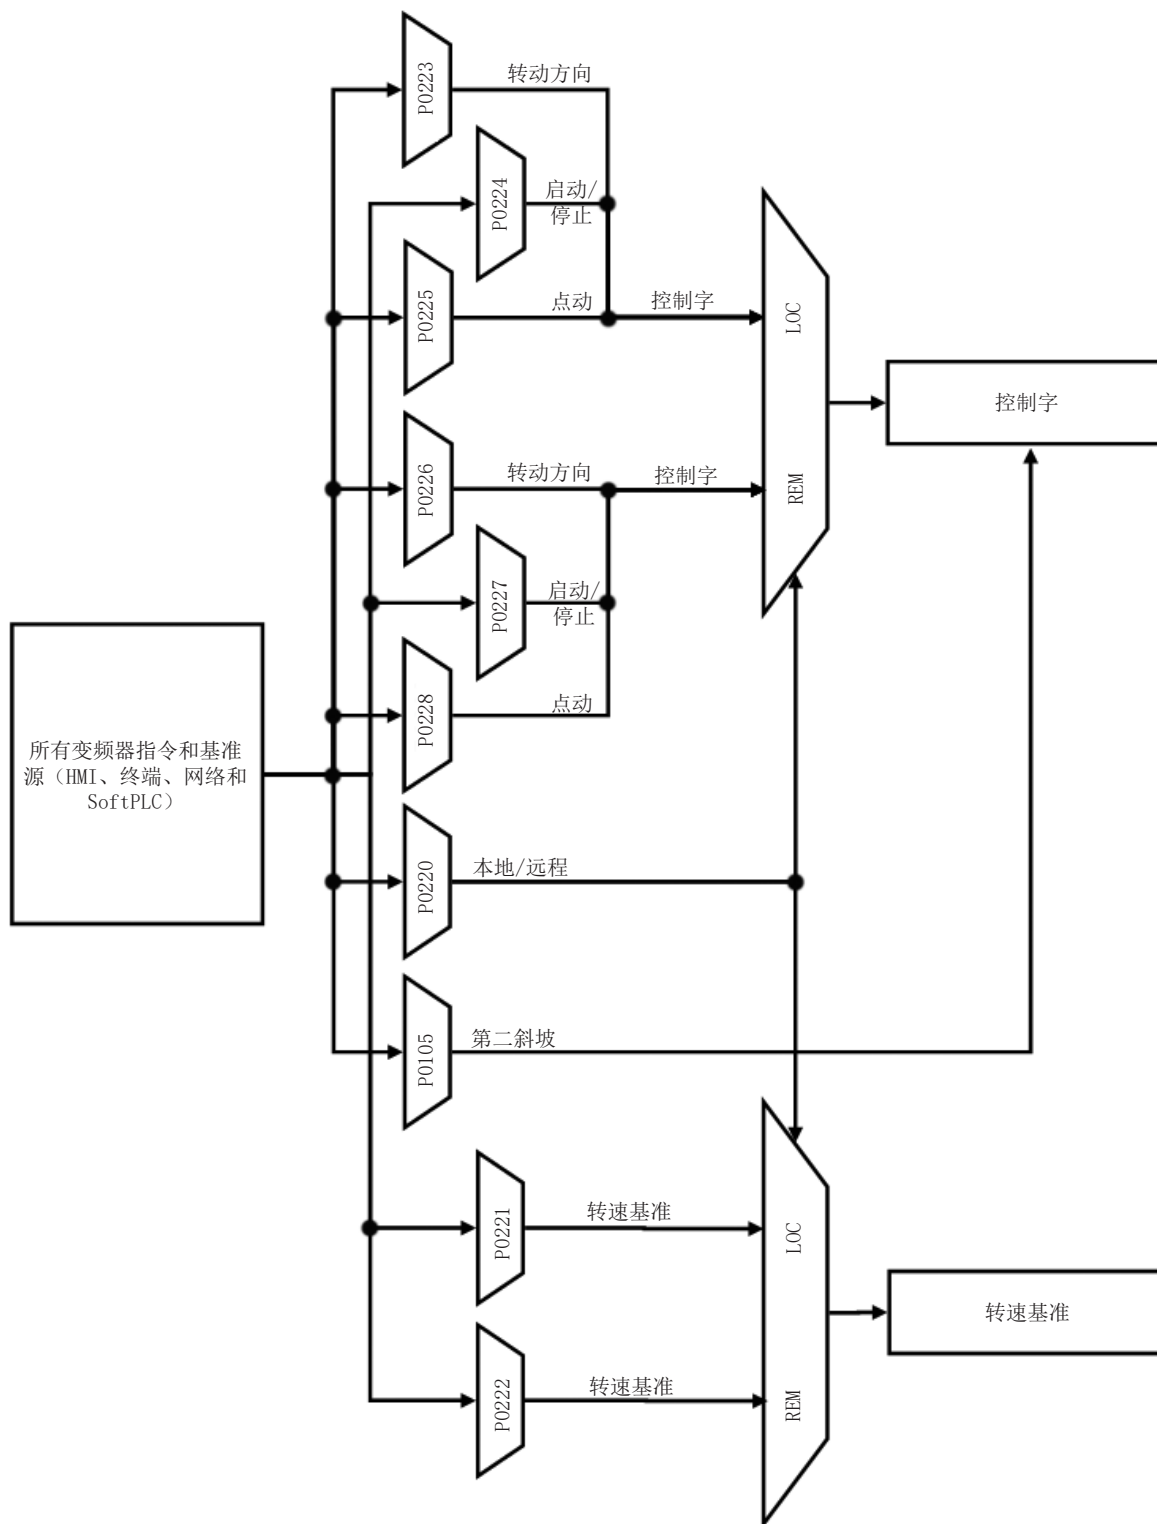 P0223
转动方向
P0224
启动/
停止
P0225
点动
控制字
LOC
控制字
P0226
转动方向
控制字
REM
P0227
启动/
停止
P0228
点动
所有变频器指令和基准
源（HMI、终端、网络和
SoftPLC）
P0220
本地/远程
P0105
第二斜坡
P0221
转速基准
LOC
转速基准
P0222
转速基准
REM